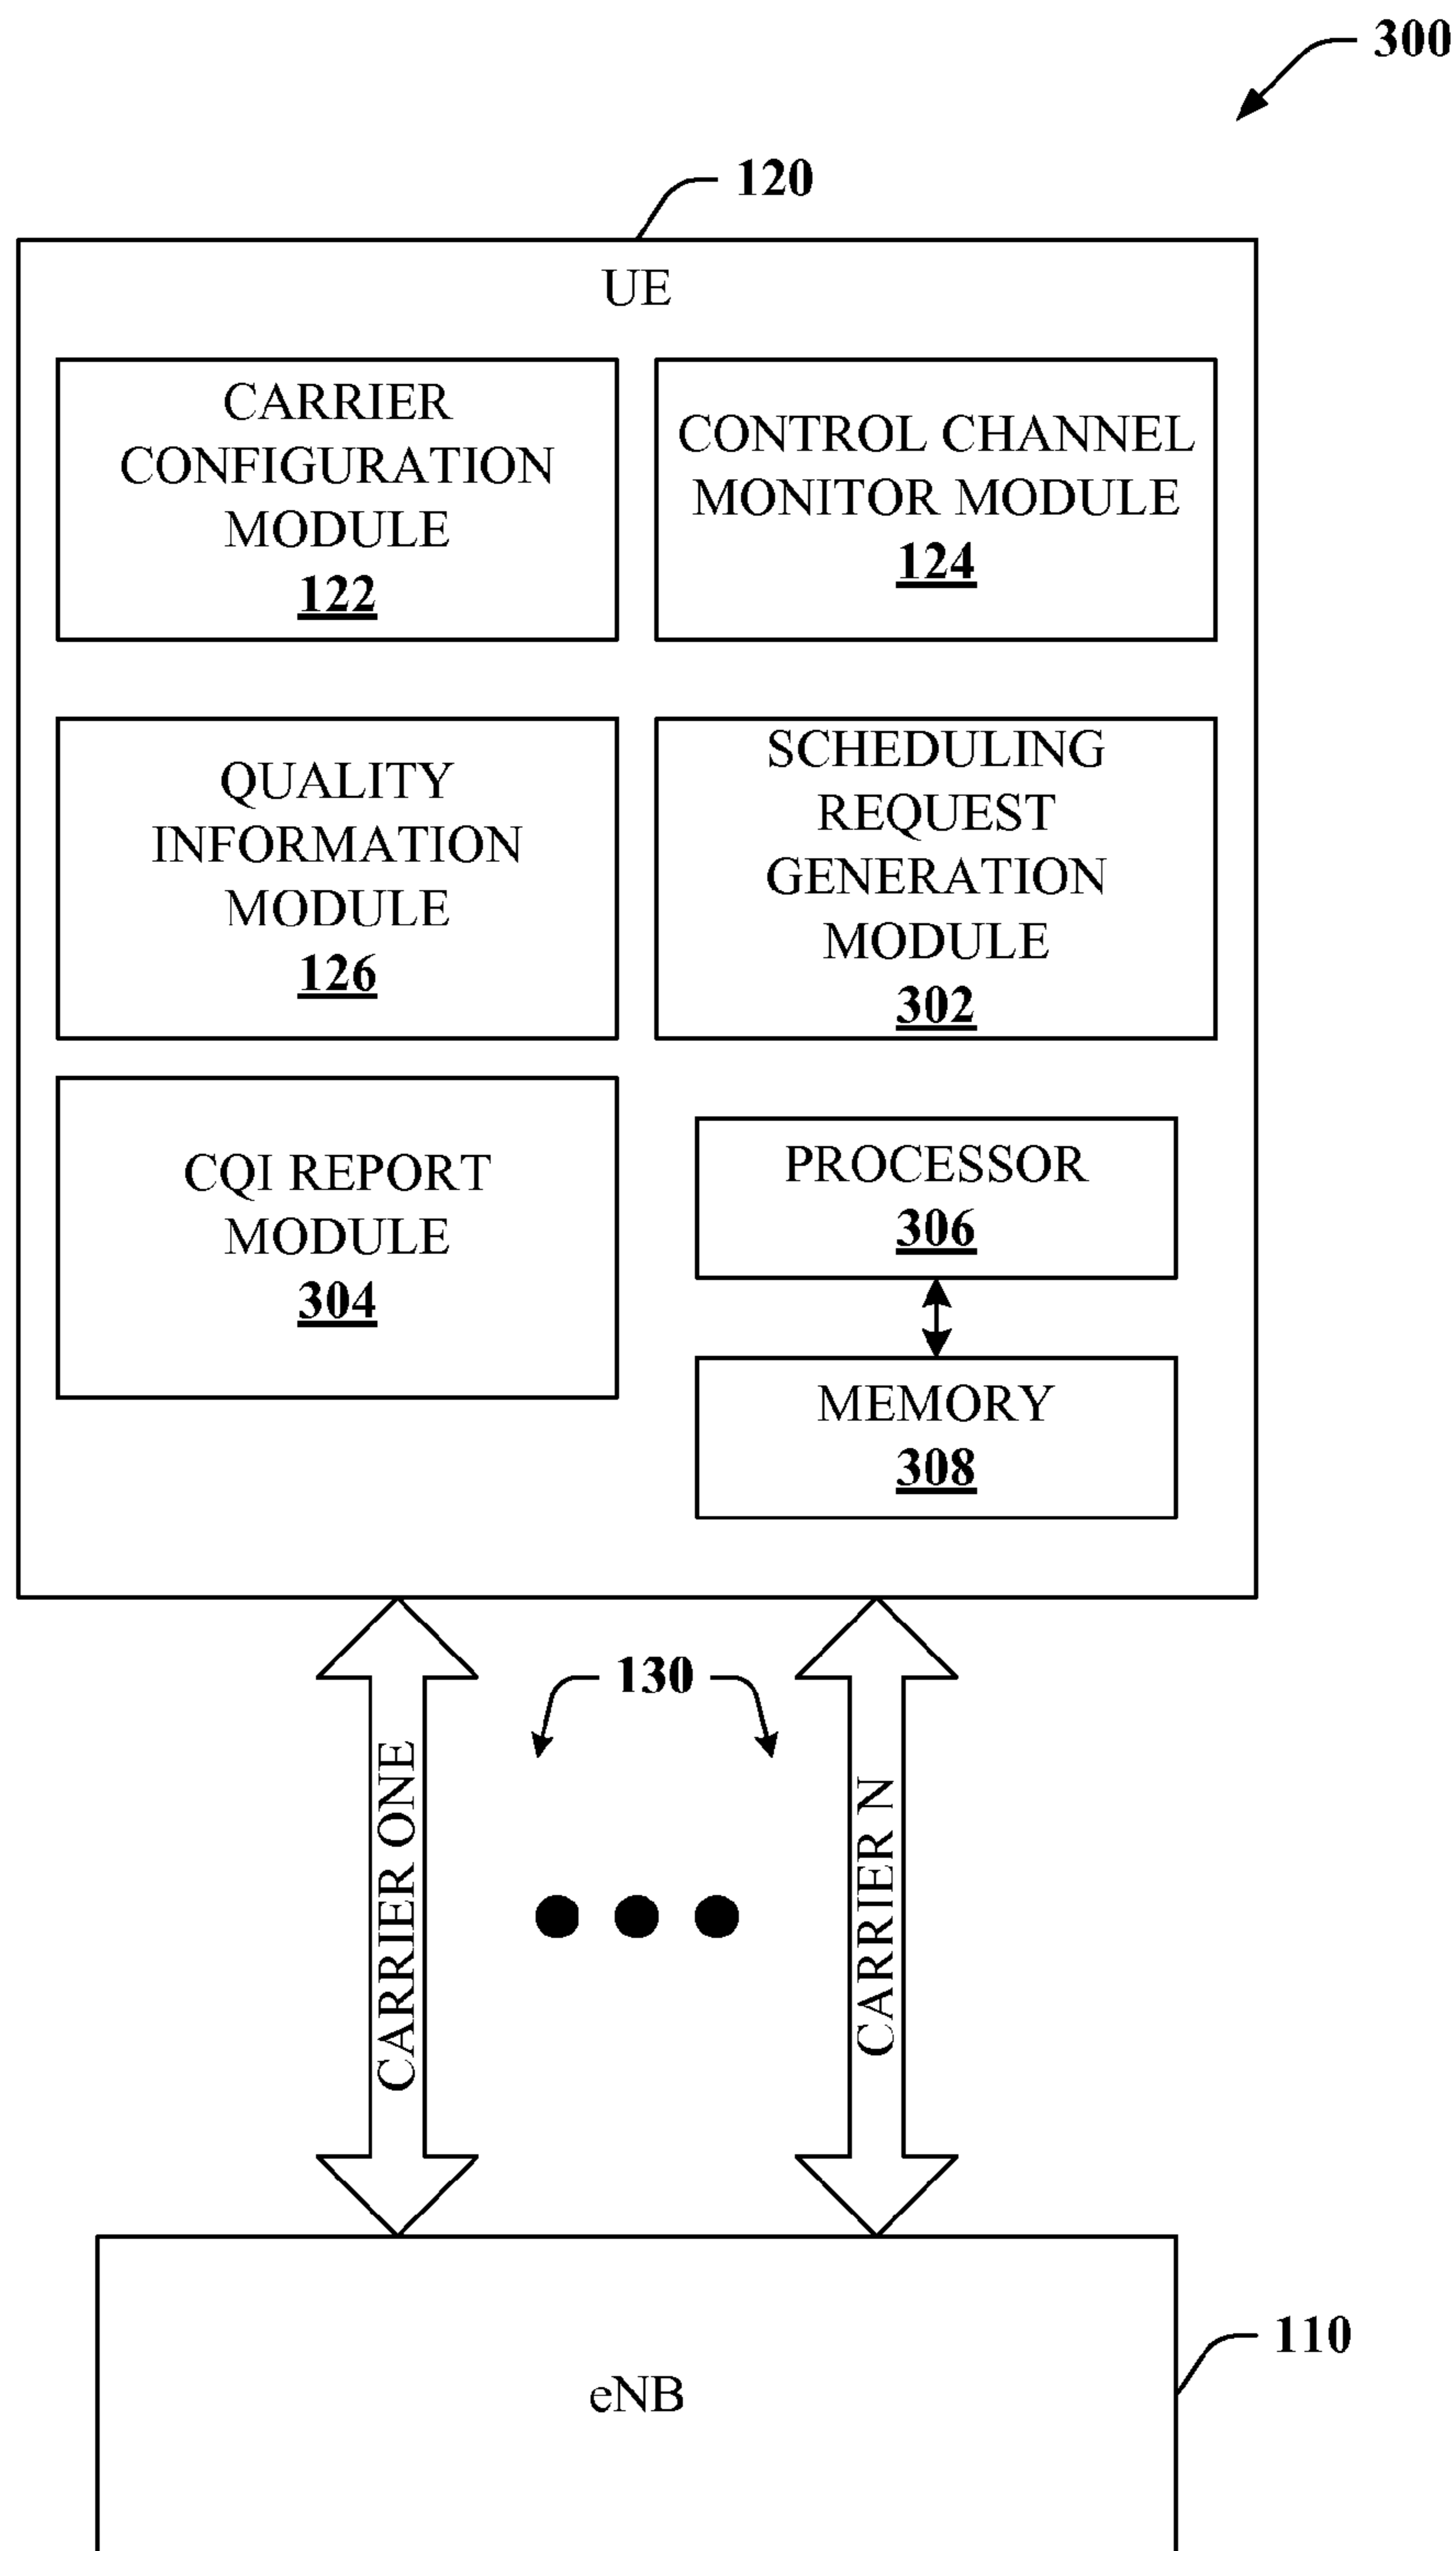 300
120
UE
CARRIER
CONFIGURATION
MODULE
122
CONTROL CHANNEL
MONITOR MODULE
124
QUALITY
INFORMATION
MODULE
126
SCHEDULING
REQUEST
GENERATION
MODULE
302
CQI REPORT
MODULE
304
PROCESSOR
306
MEMORY
308
130
CARRIER ONE
CARRIER N
110
eNB